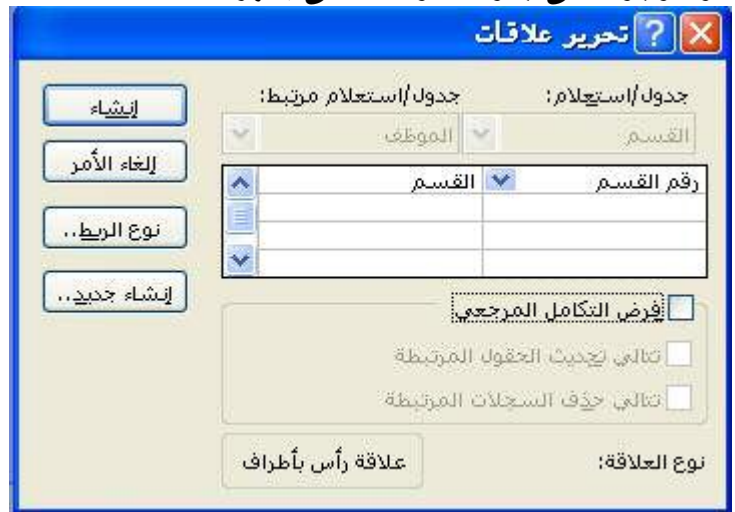 تحرير علاقات
جدول/استعلام: جدول/استعلام مرتبط:
القسم الموظف
رقم القسم القسم
إنشاء
إلغاء الأمر
نوع الربط..
إنشاء جديد..
فرض التكامل المرجعي
تتالي تحديث الحقول المرتبطة
تتالي حذف السجلات المرتبطة
نوع العلاقة: علاقة رأس بأطراف